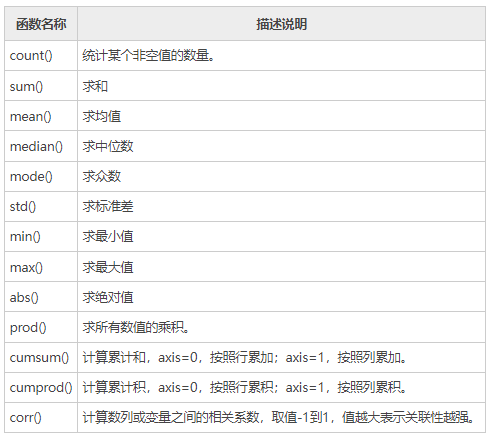 函数名称 描述说明
count() 统计某个非空值的数量。
sum() 求和
mean() 求均值
median() 求中位数
mode() 求众数
std() 求标准差
min() 求最小值
max() 求最大值
abs() 求绝对值
prod() 求所有数值的乘积。
cumsum() 计算累计和，axis=0，按照行累加；axis=1，按照列累加。
cumprod() 计算累计积，axis=0，按照行累积；axis=1，按照列累积。
corr() 计算数列或变量之间的相关系数，取值-1到1，值越大表示关联性越强。